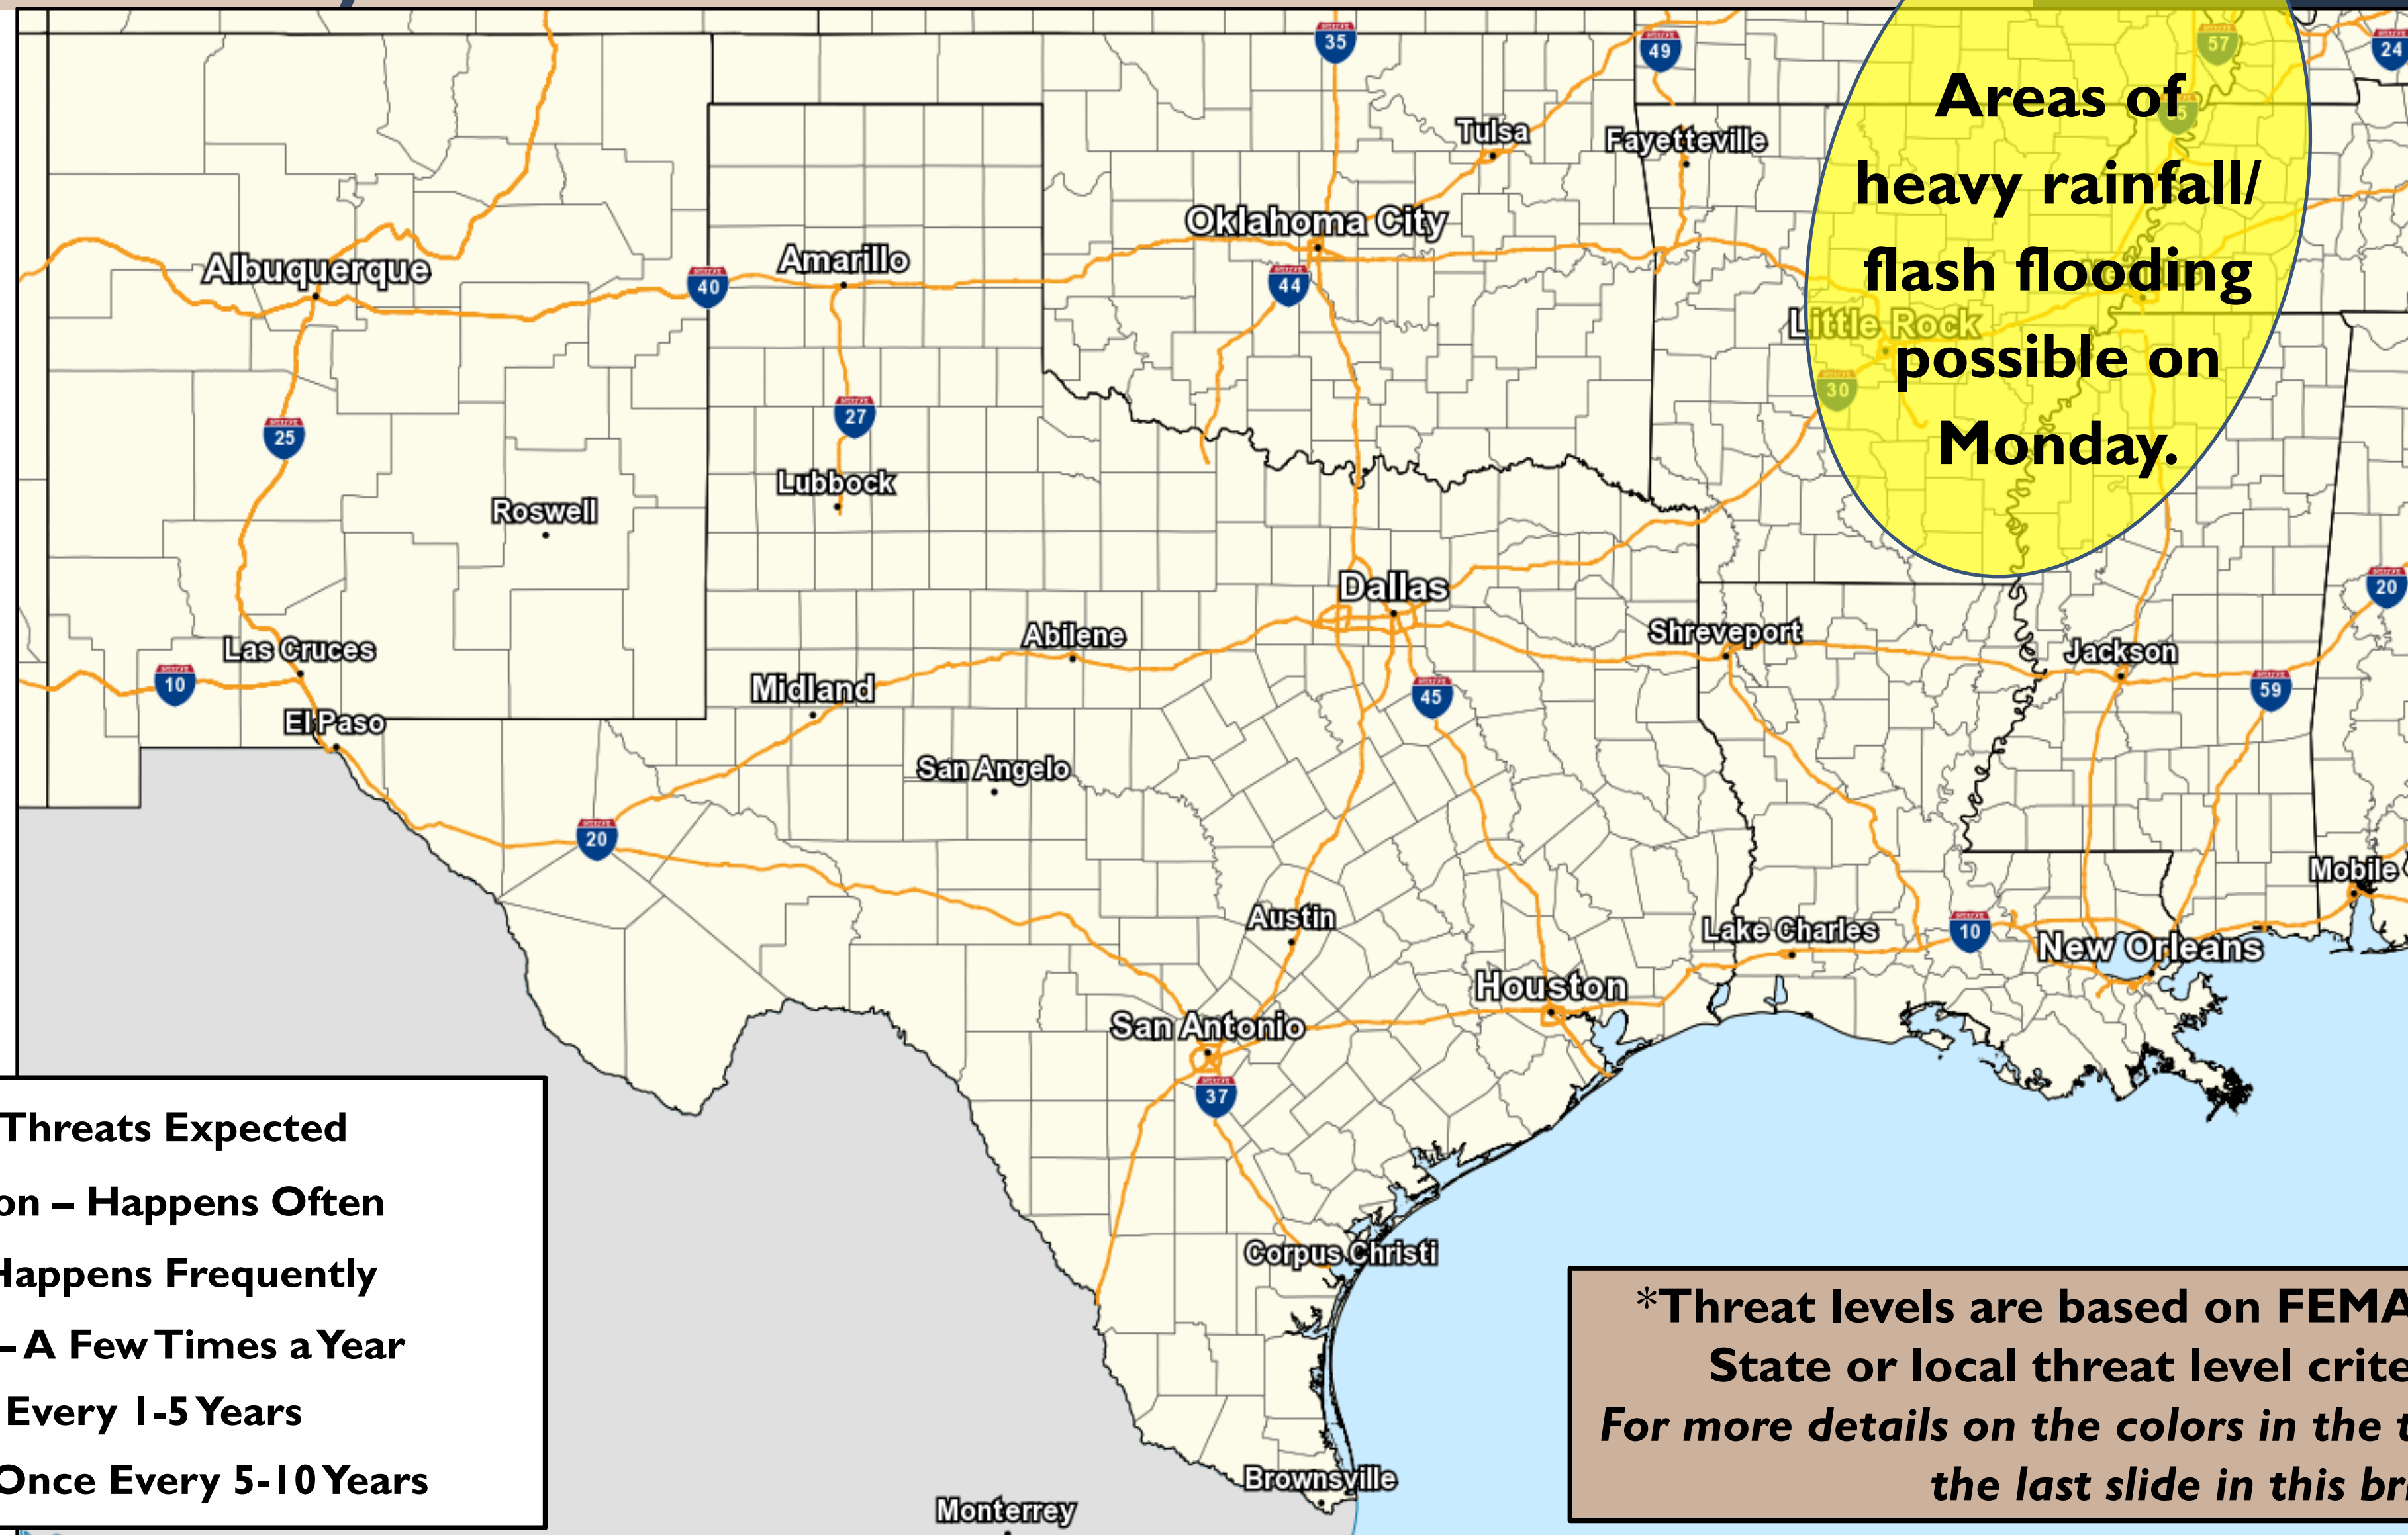 35
49
57
24
Areas of
heavy rainfall/
flash flooding
possible on
Monday.
Tulsa
Fayetteville
Oklahoma City
Albuquerque
Amarillo
40
44
Little Rock
30
27
25
Lubbock
Roswell
Dallas
20
Abilene
Shreveport
Las Cruces
Jackson
10
Midland
45
59
El Paso
San Angelo
20
Mobile
Austin
Lake Charles
10
New Orleans
Houston
San Antonio
37
Threats Expected
on – Happens Often
Happens Frequently
– A Few Times a Year
Every 1-5 Years
Once Every 5-10 Years
Corpus Christi
Brownsville
Monterrey
*Threat levels are based on FEMA
State or local threat level crite
For more details on the colors in the t
the last slide in this bri